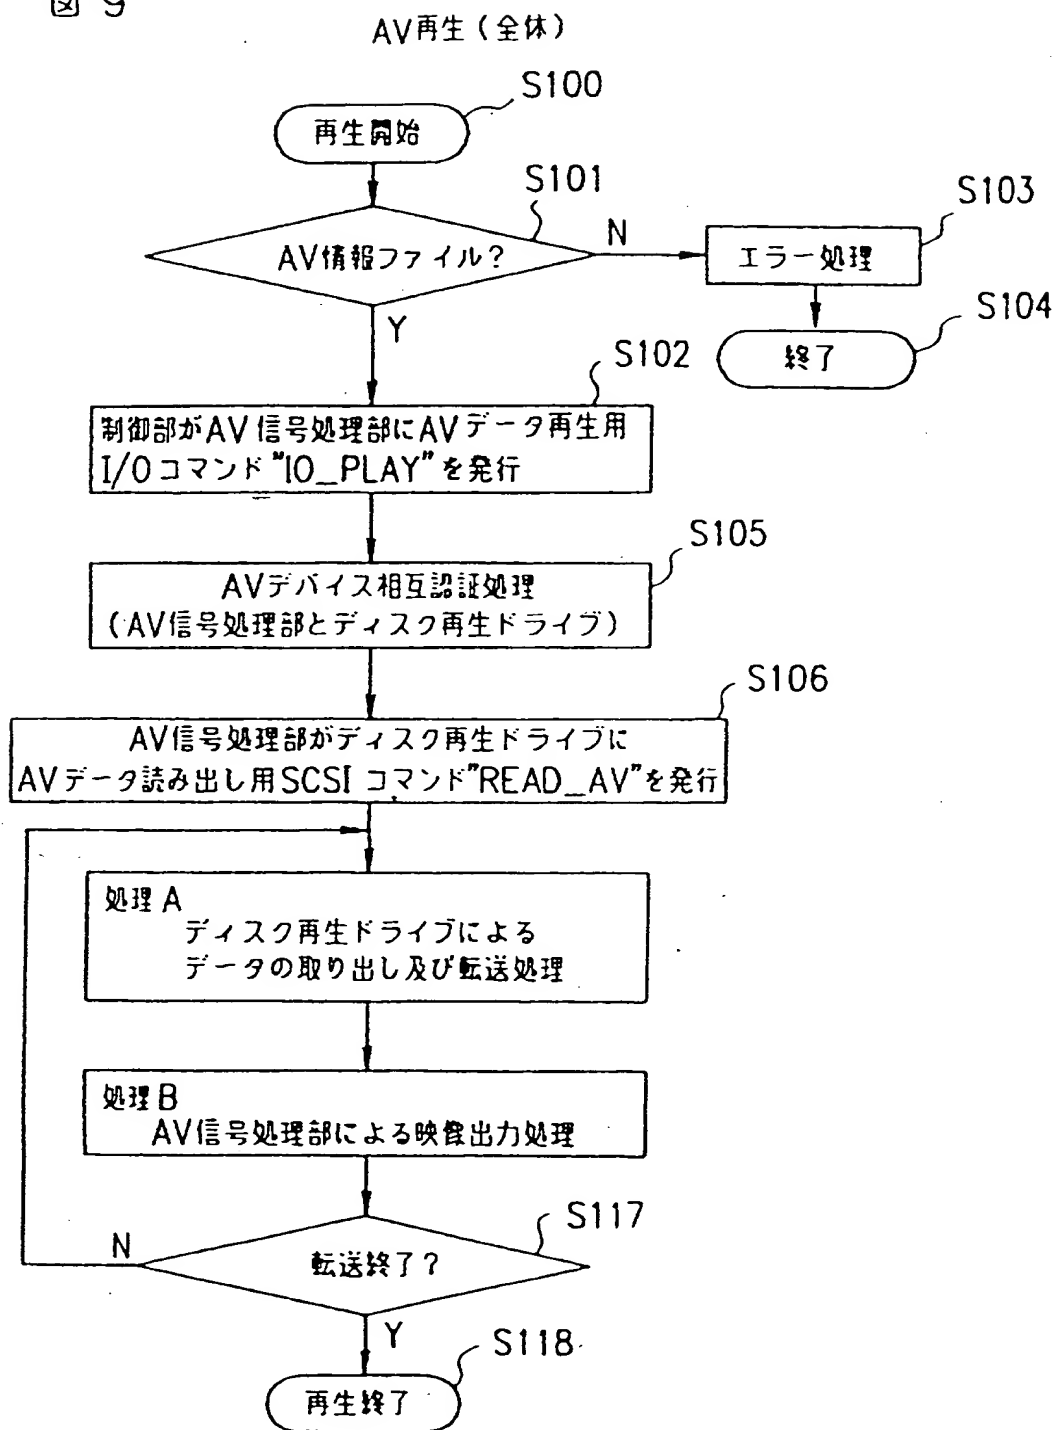 図 9
AV再生(全体)
S100
再生開始
S101
AV情報ファイル?
N
S103
エラー処理
S104
終了
Y
S102
制御部がAV信号処理部にAVデータ再生用
I/Oコマンド"IO_PLAY"を発行
S105
AVデバイス相互認証処理
(AV信号処理部とディスク再生ドライブ)
S106
AV信号処理部がディスク再生ドライブに
AVデータ読み出し用SCSIコマンド"READ_AV"を発行
処理A
ディスク再生ドライブによる
データの取り出し及び転送処理
処理B
AV信号処理部による映像出力処理
S117
転送終了?
N
Y
S118
再生終了